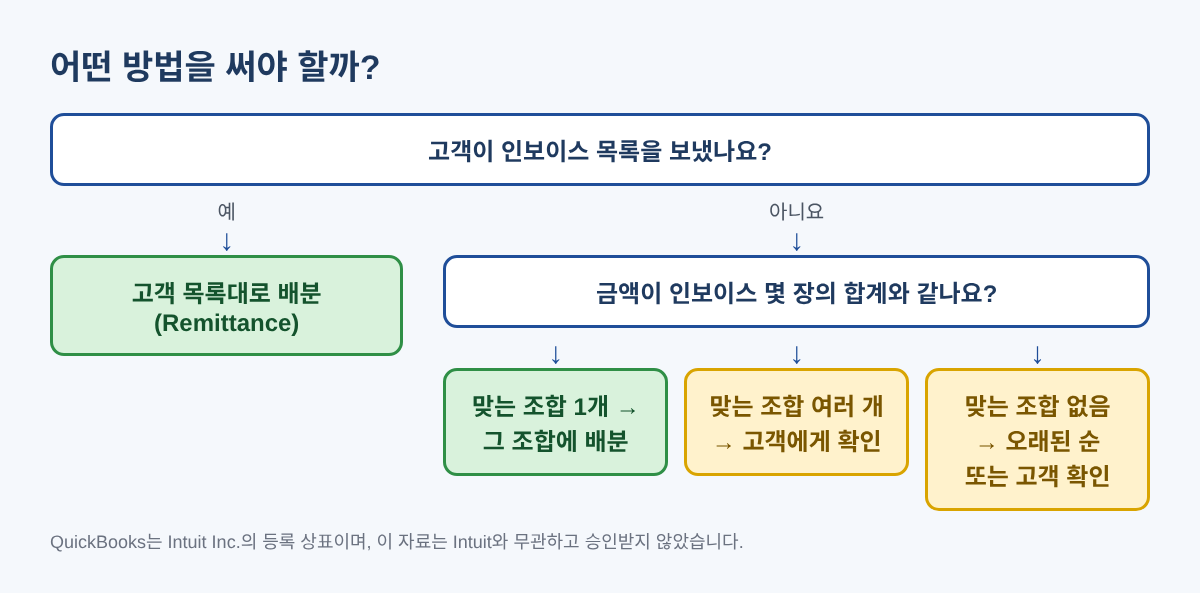 어떤 방법을 써야 할까?
고객이 인보이스 목록을 보냈나요?
예
아니요
↓
↓
고객 목록대로 배분
(Remittance)
금액이 인보이스 몇 장의 합계와 같나요?
↓
↓
↓
맞는 조합 1개 →
그 조합에 배분
맞는 조합 여러 개
→ 고객에게 확인
맞는 조합 없음
→ 오래된 순
또는 고객 확인
QuickBooks는 Intuit Inc.의 등록 상표이며, 이 자료는 Intuit와 무관하고 승인받지 않았습니다.